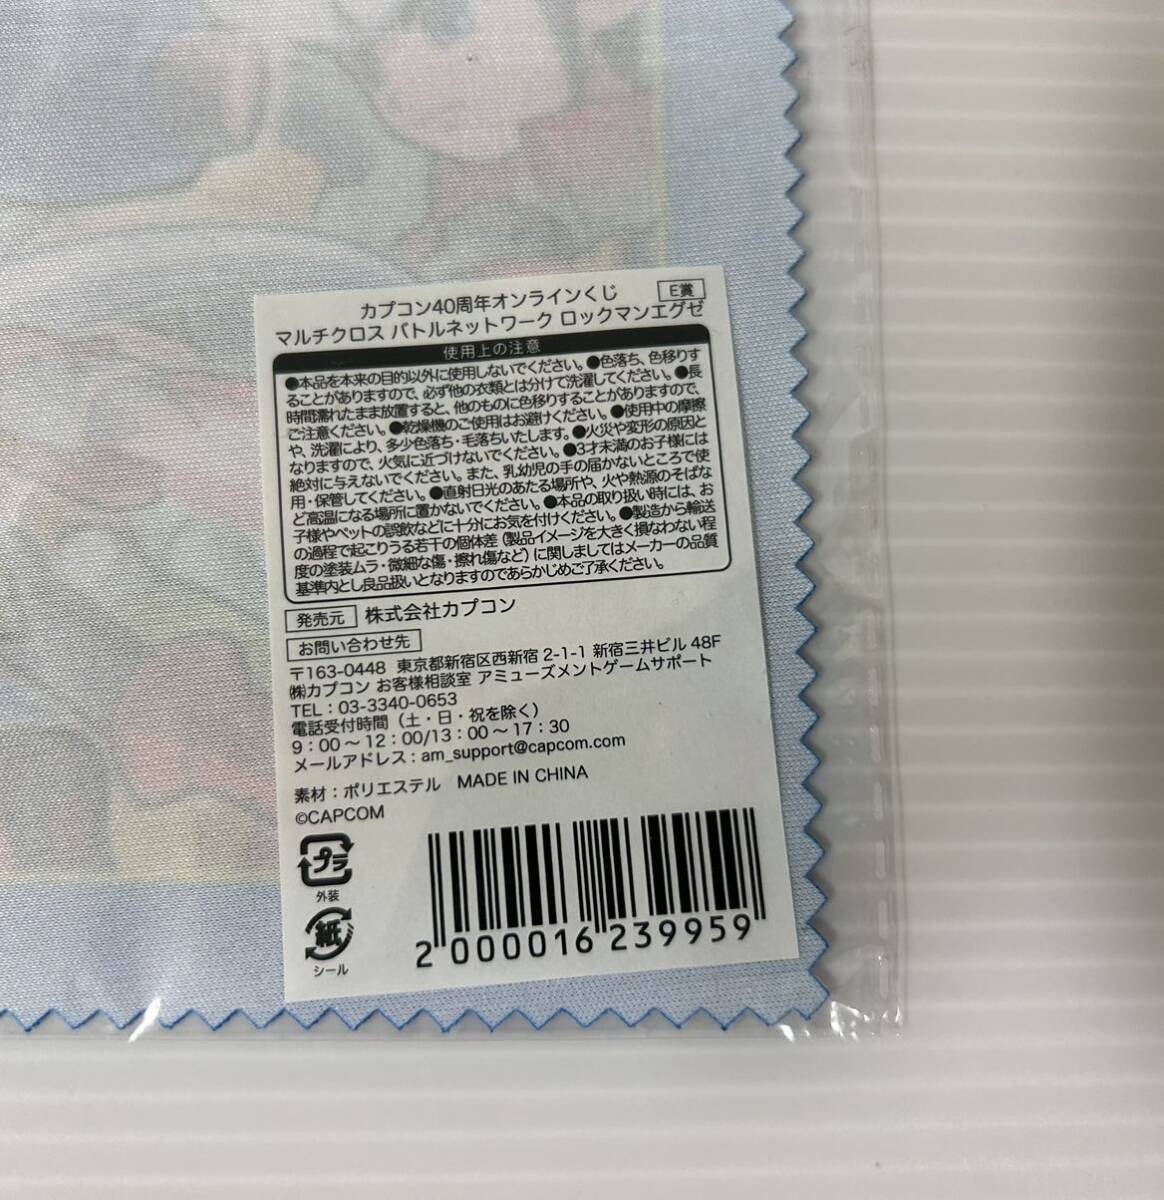 カプコン40周年オンラインくじ E賞
マルチクロス バトルネットワーク ロックマンエグゼ
使用上の注意
●本品を本来の目的以外に使用しないでください。●色落ち、色移りす
ることがありますので、必ず他の衣類とは分けて洗濯してください。●長
時間濡れたまま放置すると、他のものに色移りすることがありますので、
ご注意ください。●乾燥機のご使用はお避けください。●使用中の摩擦
や、洗濯により、多少色落ち・毛落ちいたします。●火災や変形の原因と
なりますので、火気に近づけないでください。●3才未満のお子様には
絶対に与えないでください。また、乳幼児の手の届かないところで使
用・保管してください。●直射日光のあたる場所や、火や熱源のそばな
ど高温になる場所に置かないでください。●本品の取り扱い時には、お
子様やペットの誤飲などに十分にお気を付けください。●製造から輸送
の過程で起こりうる若干の個体差(製品イメージを大きく損なわない程
度の塗装ムラ・微細な傷・擦れ傷など)に関しましてはメーカーの品質
基準内とし良品扱いとなりますのであらかじめご了承ください。
発売元 株式会社カプコン
お問い合わせ先
〒163-0448 東京都新宿区西新宿 2-1-1 新宿三井ビル 48F
㈱カプコン お客様相談室 アミューズメントゲームサポート
TEL：03-3340-0653
電話受付時間（土・日・祝を除く）
9：00～12：00/13：00～17：30
メールアドレス：am_support@capcom.com
素材：ポリエステル MADE IN CHINA
©CAPCOM
プラ
外装
紙
シール
2 000016 239959